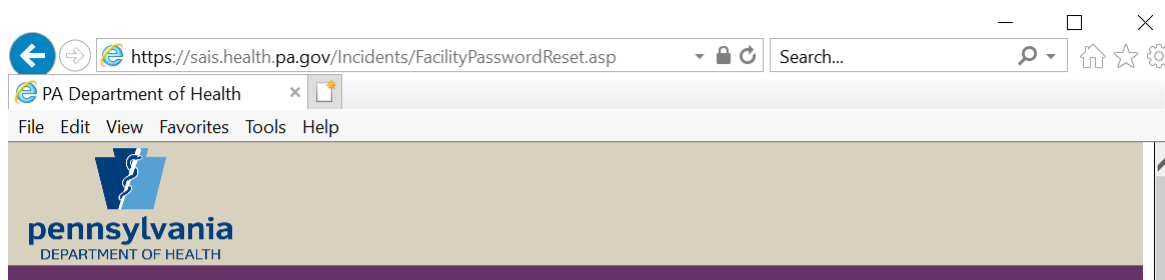 https://sais.health.pa.gov/Incidents/FacilityPasswordReset.asp Search...
PA Department of Health
File Edit View Favorites Tools Help
pennsylvania
DEPARTMENT OF HEALTH